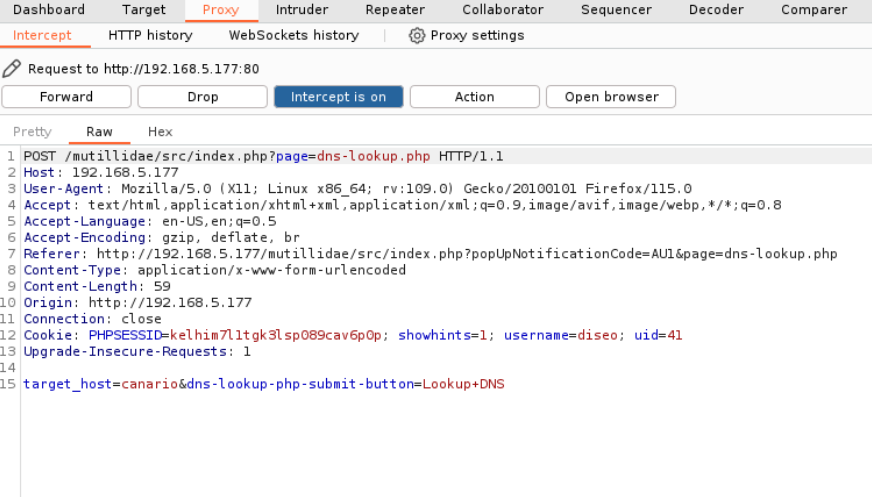 Dashboard Target Proxy Intruder Repeater Collaborator Sequencer Decoder Comparer
Intercept HTTP history WebSockets history Proxy settings
Request to http://192.168.5.177:80
Forward Drop Intercept is on Action Open browser
Pretty Raw Hex
1 POST /mutillidae/src/index.php?page=dns-lookup.php HTTP/1.1
2 Host: 192.168.5.177
3 User-Agent: Mozilla/5.0 (X11; Linux x86_64; rv:109.0) Gecko/20100101 Firefox/115.0
4 Accept: text/html,application/xhtml+xml,application/xml;q=0.9,image/avif,image/webp,*/*;q=0.8
5 Accept-Language: en-US,en;q=0.5
6 Accept-Encoding: gzip, deflate, br
7 Referer: http://192.168.5.177/mutillidae/src/index.php?popUpNotificationCode=AU1&page=dns-lookup.php
8 Content-Type: application/x-www-form-urlencoded
9 Content-Length: 59
10 Origin: http://192.168.5.177
11 Connection: close
12 Cookie: PHPSESSID=kelhim7l1tgk3lsp089cav6p0p; showhints=1; username=diseo; uid=41
13 Upgrade-Insecure-Requests: 1
14
15 target_host=canario&dns-lookup-php-submit-button=Lookup+DNS